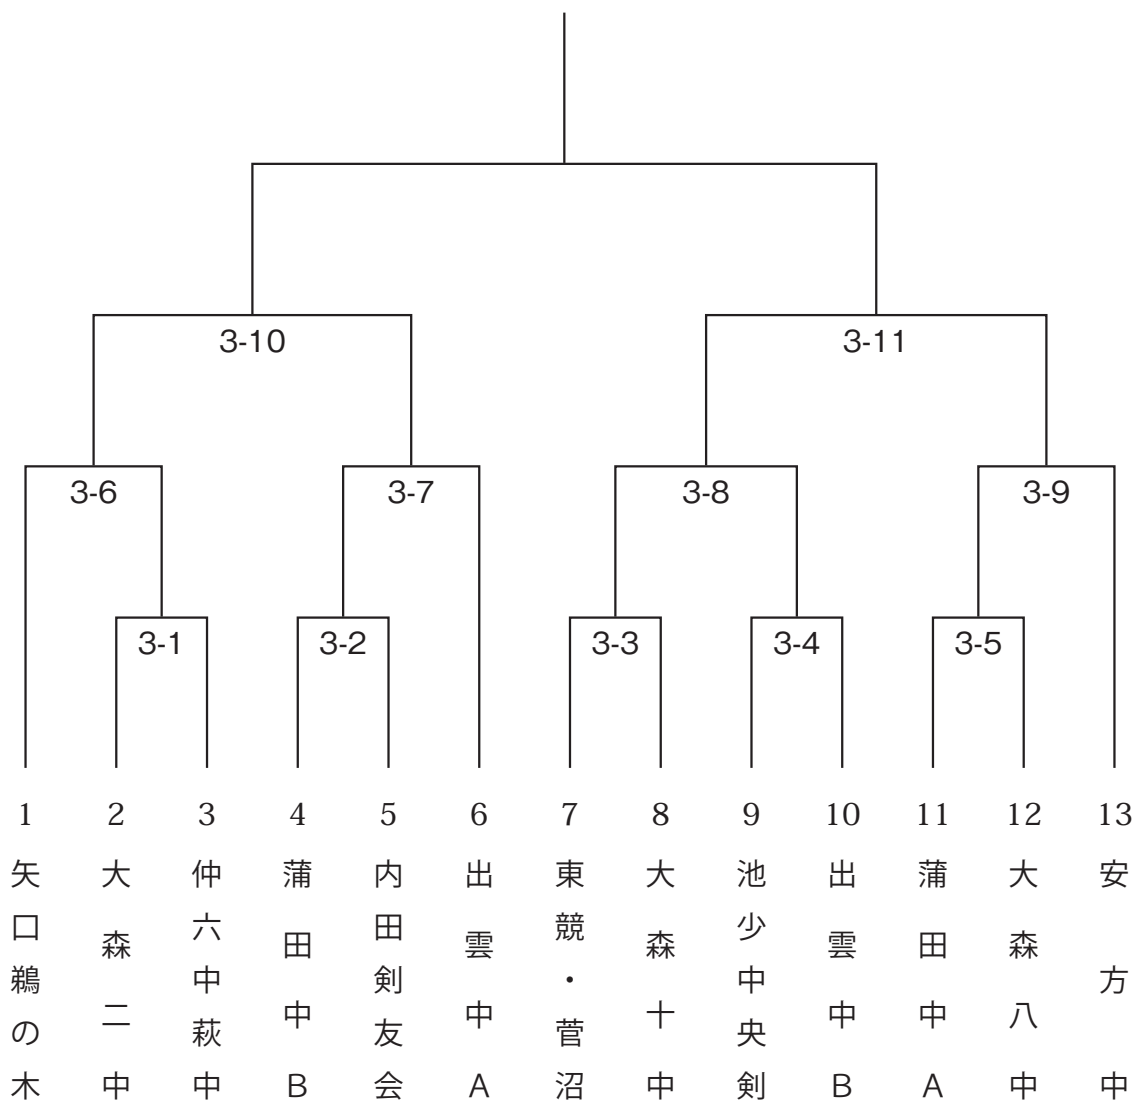 3-10
3-11
3-6
3-7
3-8
3-9
3-1
3-2
3-3
3-4
3-5
1 2 3 4 5 6 7 8 9 10 11 12 13
矢口鵜の木
大森二中
仲六中萩中
蒲田中B
内田剣友会
出雲中A
東競・菅沼
大森十中
池少中央剣
出雲中B
蒲田中A
大森八中
安方中